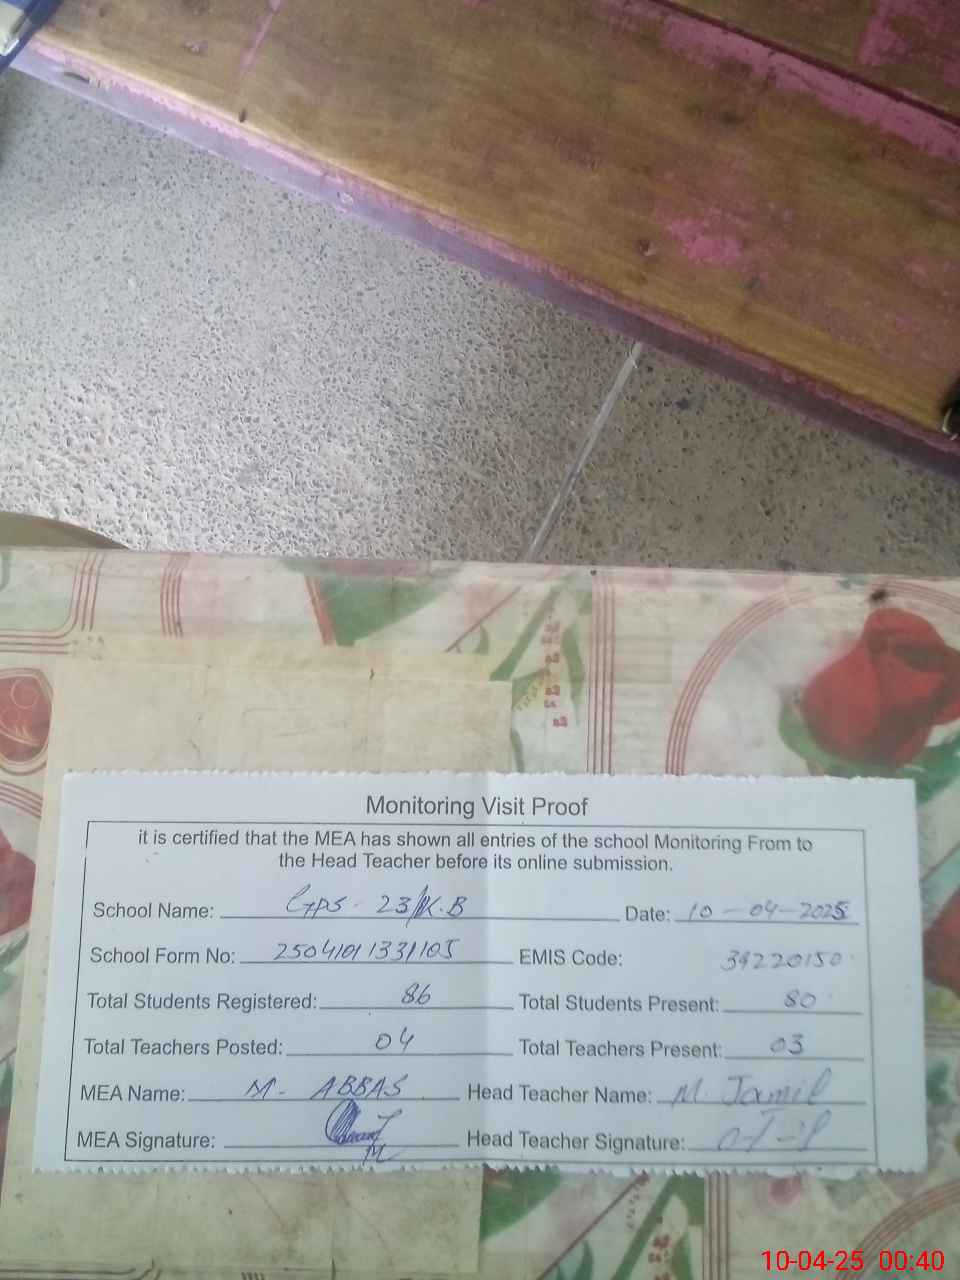 Monitoring Visit Proof
it is certified that the MEA has shown all entries of the school Monitoring From to
the Head Teacher before its online submission.
School Name: GPS - 23/K.B Date: 10-04-2025
School Form No: 2504101331105 EMIS Code: 39220150
Total Students Registered: 86 Total Students Present: 80
Total Teachers Posted: 04 Total Teachers Present: 03
MEA Name: M- ABBAS Head Teacher Name: M. Jamil
MEA Signature: Head Teacher Signature:
10-04-25 00:40